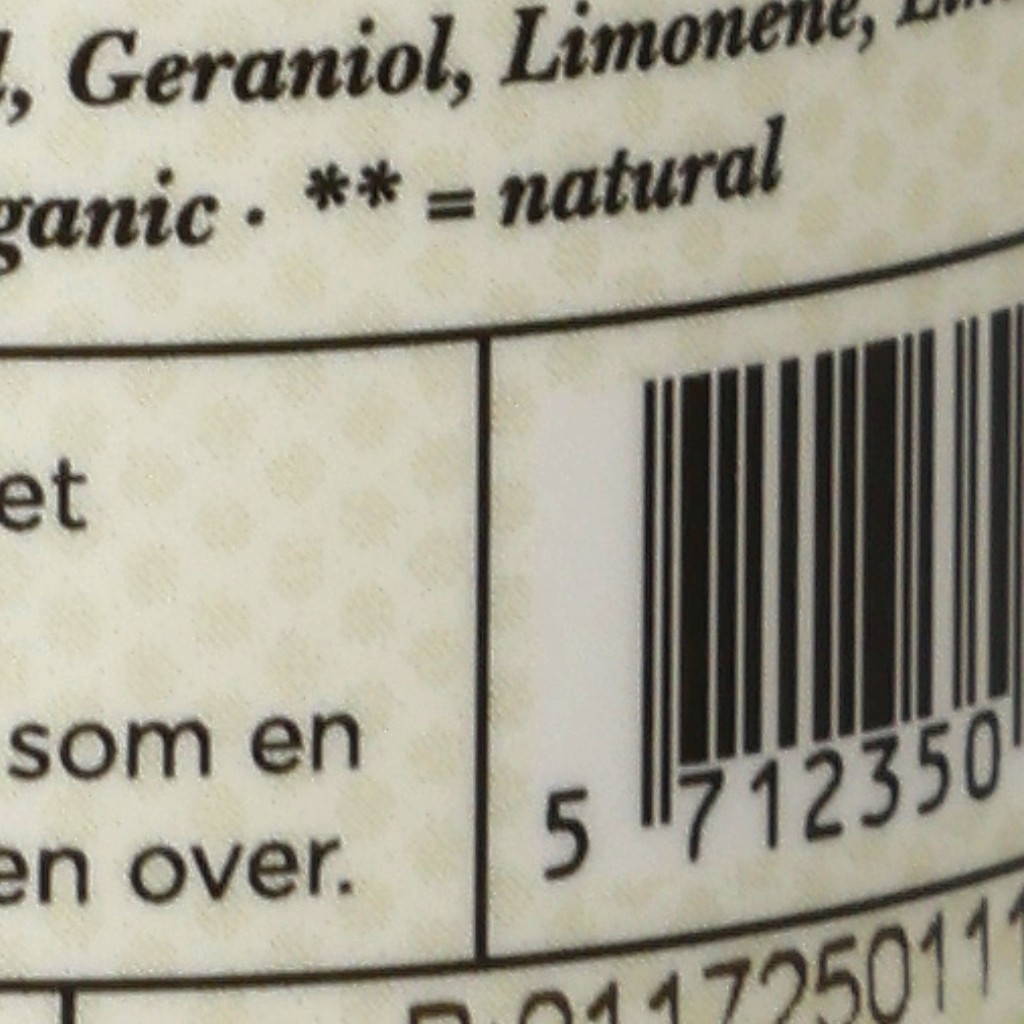 , Geraniol, Limonene,
ganic · ** = natural
et
som en
en over.
5 712350